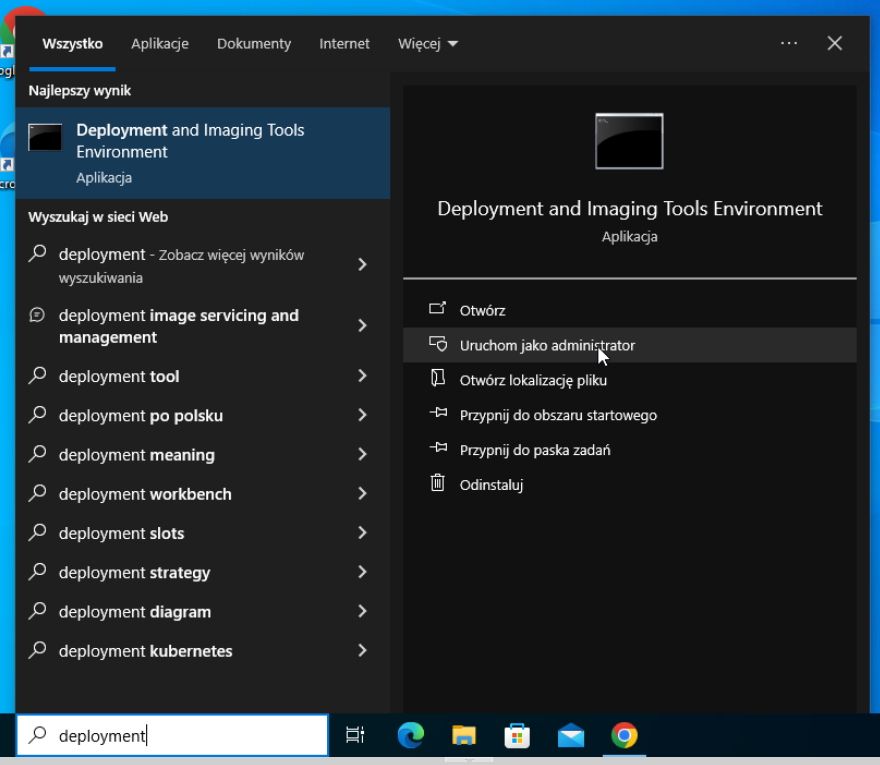 Wszystko Aplikacje Dokumenty Internet Więcej
Najlepszy wynik
Deployment and Imaging Tools
Environment
Aplikacja
Wyszukaj w sieci Web
deployment - Zobacz więcej wyników
wyszukiwania
deployment image servicing and
management
deployment tool
deployment po polsku
deployment meaning
deployment workbench
deployment slots
deployment strategy
deployment diagram
deployment kubernetes
Deployment and Imaging Tools Environment
Aplikacja
Otwórz
Uruchom jako administrator
Otwórz lokalizację pliku
Przypnij do obszaru startowego
Przypnij do paska zadań
Odinstaluj
deployment